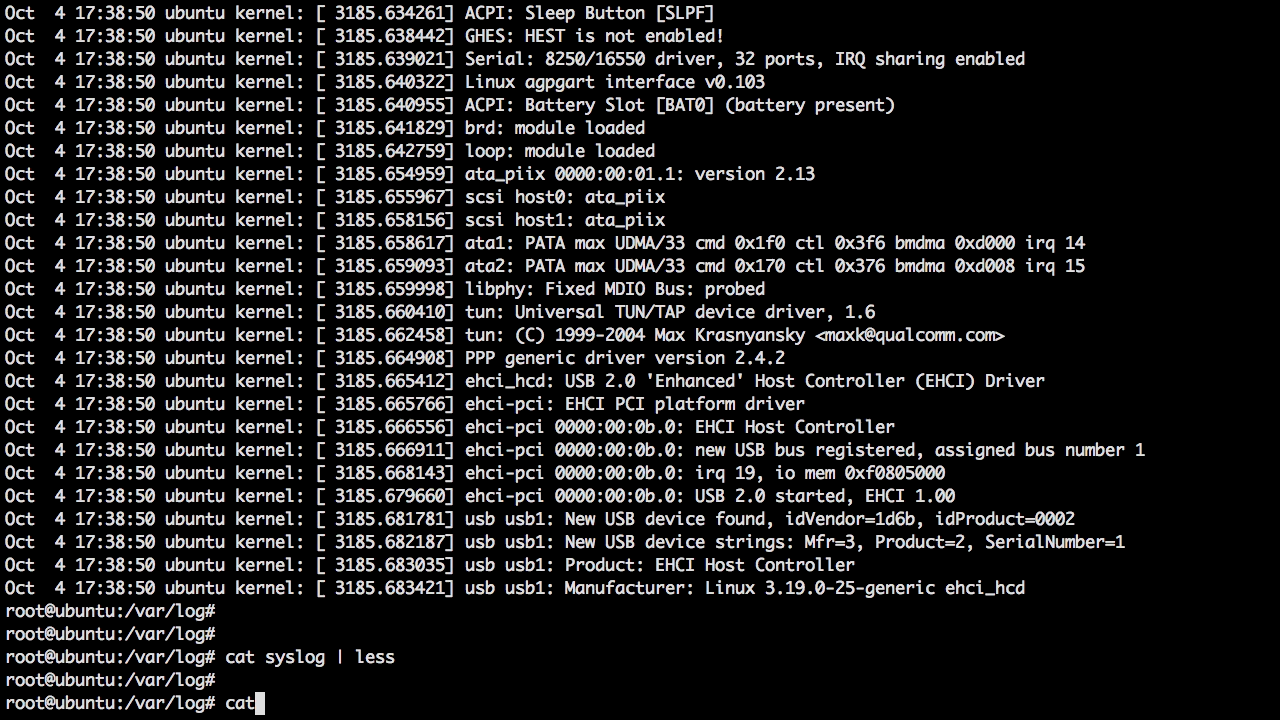 Oct  4 17:38:50 ubuntu kernel: [ 3185.634261] ACPI: Sleep Button [SLPF]
Oct  4 17:38:50 ubuntu kernel: [ 3185.638442] GHES: HEST is not enabled!
Oct  4 17:38:50 ubuntu kernel: [ 3185.639021] Serial: 8250/16550 driver, 32 ports, IRQ sharing enabled
Oct  4 17:38:50 ubuntu kernel: [ 3185.640322] Linux agpgart interface v0.103
Oct  4 17:38:50 ubuntu kernel: [ 3185.640955] ACPI: Battery Slot [BAT0] (battery present)
Oct  4 17:38:50 ubuntu kernel: [ 3185.641829] brd: module loaded
Oct  4 17:38:50 ubuntu kernel: [ 3185.642759] loop: module loaded
Oct  4 17:38:50 ubuntu kernel: [ 3185.654959] ata_piix 0000:00:01.1: version 2.13
Oct  4 17:38:50 ubuntu kernel: [ 3185.655967] scsi host0: ata_piix
Oct  4 17:38:50 ubuntu kernel: [ 3185.658156] scsi host1: ata_piix
Oct  4 17:38:50 ubuntu kernel: [ 3185.658617] ata1: PATA max UDMA/33 cmd 0x1f0 ctl 0x3f6 bmdma 0xd000 irq 14
Oct  4 17:38:50 ubuntu kernel: [ 3185.659093] ata2: PATA max UDMA/33 cmd 0x170 ctl 0x376 bmdma 0xd008 irq 15
Oct  4 17:38:50 ubuntu kernel: [ 3185.659998] libphy: Fixed MDIO Bus: probed
Oct  4 17:38:50 ubuntu kernel: [ 3185.660410] tun: Universal TUN/TAP device driver, 1.6
Oct  4 17:38:50 ubuntu kernel: [ 3185.662458] tun: (C) 1999-2004 Max Krasnyansky <maxk@qualcomm.com>
Oct  4 17:38:50 ubuntu kernel: [ 3185.664908] PPP generic driver version 2.4.2
Oct  4 17:38:50 ubuntu kernel: [ 3185.665412] ehci_hcd: USB 2.0 'Enhanced' Host Controller (EHCI) Driver
Oct  4 17:38:50 ubuntu kernel: [ 3185.665766] ehci-pci: EHCI PCI platform driver
Oct  4 17:38:50 ubuntu kernel: [ 3185.666556] ehci-pci 0000:00:0b.0: EHCI Host Controller
Oct  4 17:38:50 ubuntu kernel: [ 3185.666911] ehci-pci 0000:00:0b.0: new USB bus registered, assigned bus number 1
Oct  4 17:38:50 ubuntu kernel: [ 3185.668143] ehci-pci 0000:00:0b.0: irq 19, io mem 0xf0805000
Oct  4 17:38:50 ubuntu kernel: [ 3185.679660] ehci-pci 0000:00:0b.0: USB 2.0 started, EHCI 1.00
Oct  4 17:38:50 ubuntu kernel: [ 3185.681781] usb usb1: New USB device found, idVendor=1d6b, idProduct=0002
Oct  4 17:38:50 ubuntu kernel: [ 3185.682187] usb usb1: New USB device strings: Mfr=3, Product=2, SerialNumber=1
Oct  4 17:38:50 ubuntu kernel: [ 3185.683035] usb usb1: Product: EHCI Host Controller
Oct  4 17:38:50 ubuntu kernel: [ 3185.683421] usb usb1: Manufacturer: Linux 3.19.0-25-generic ehci_hcd
root@ubuntu:/var/log#
root@ubuntu:/var/log#
root@ubuntu:/var/log# cat syslog | less
root@ubuntu:/var/log#
root@ubuntu:/var/log# cat